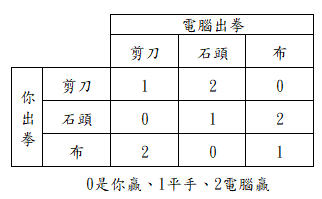 電腦出拳
剪刀 石頭 布
你出拳
剪刀 1 2 0
石頭 0 1 2
布 2 0 1
0是你贏、1平手、2電腦贏